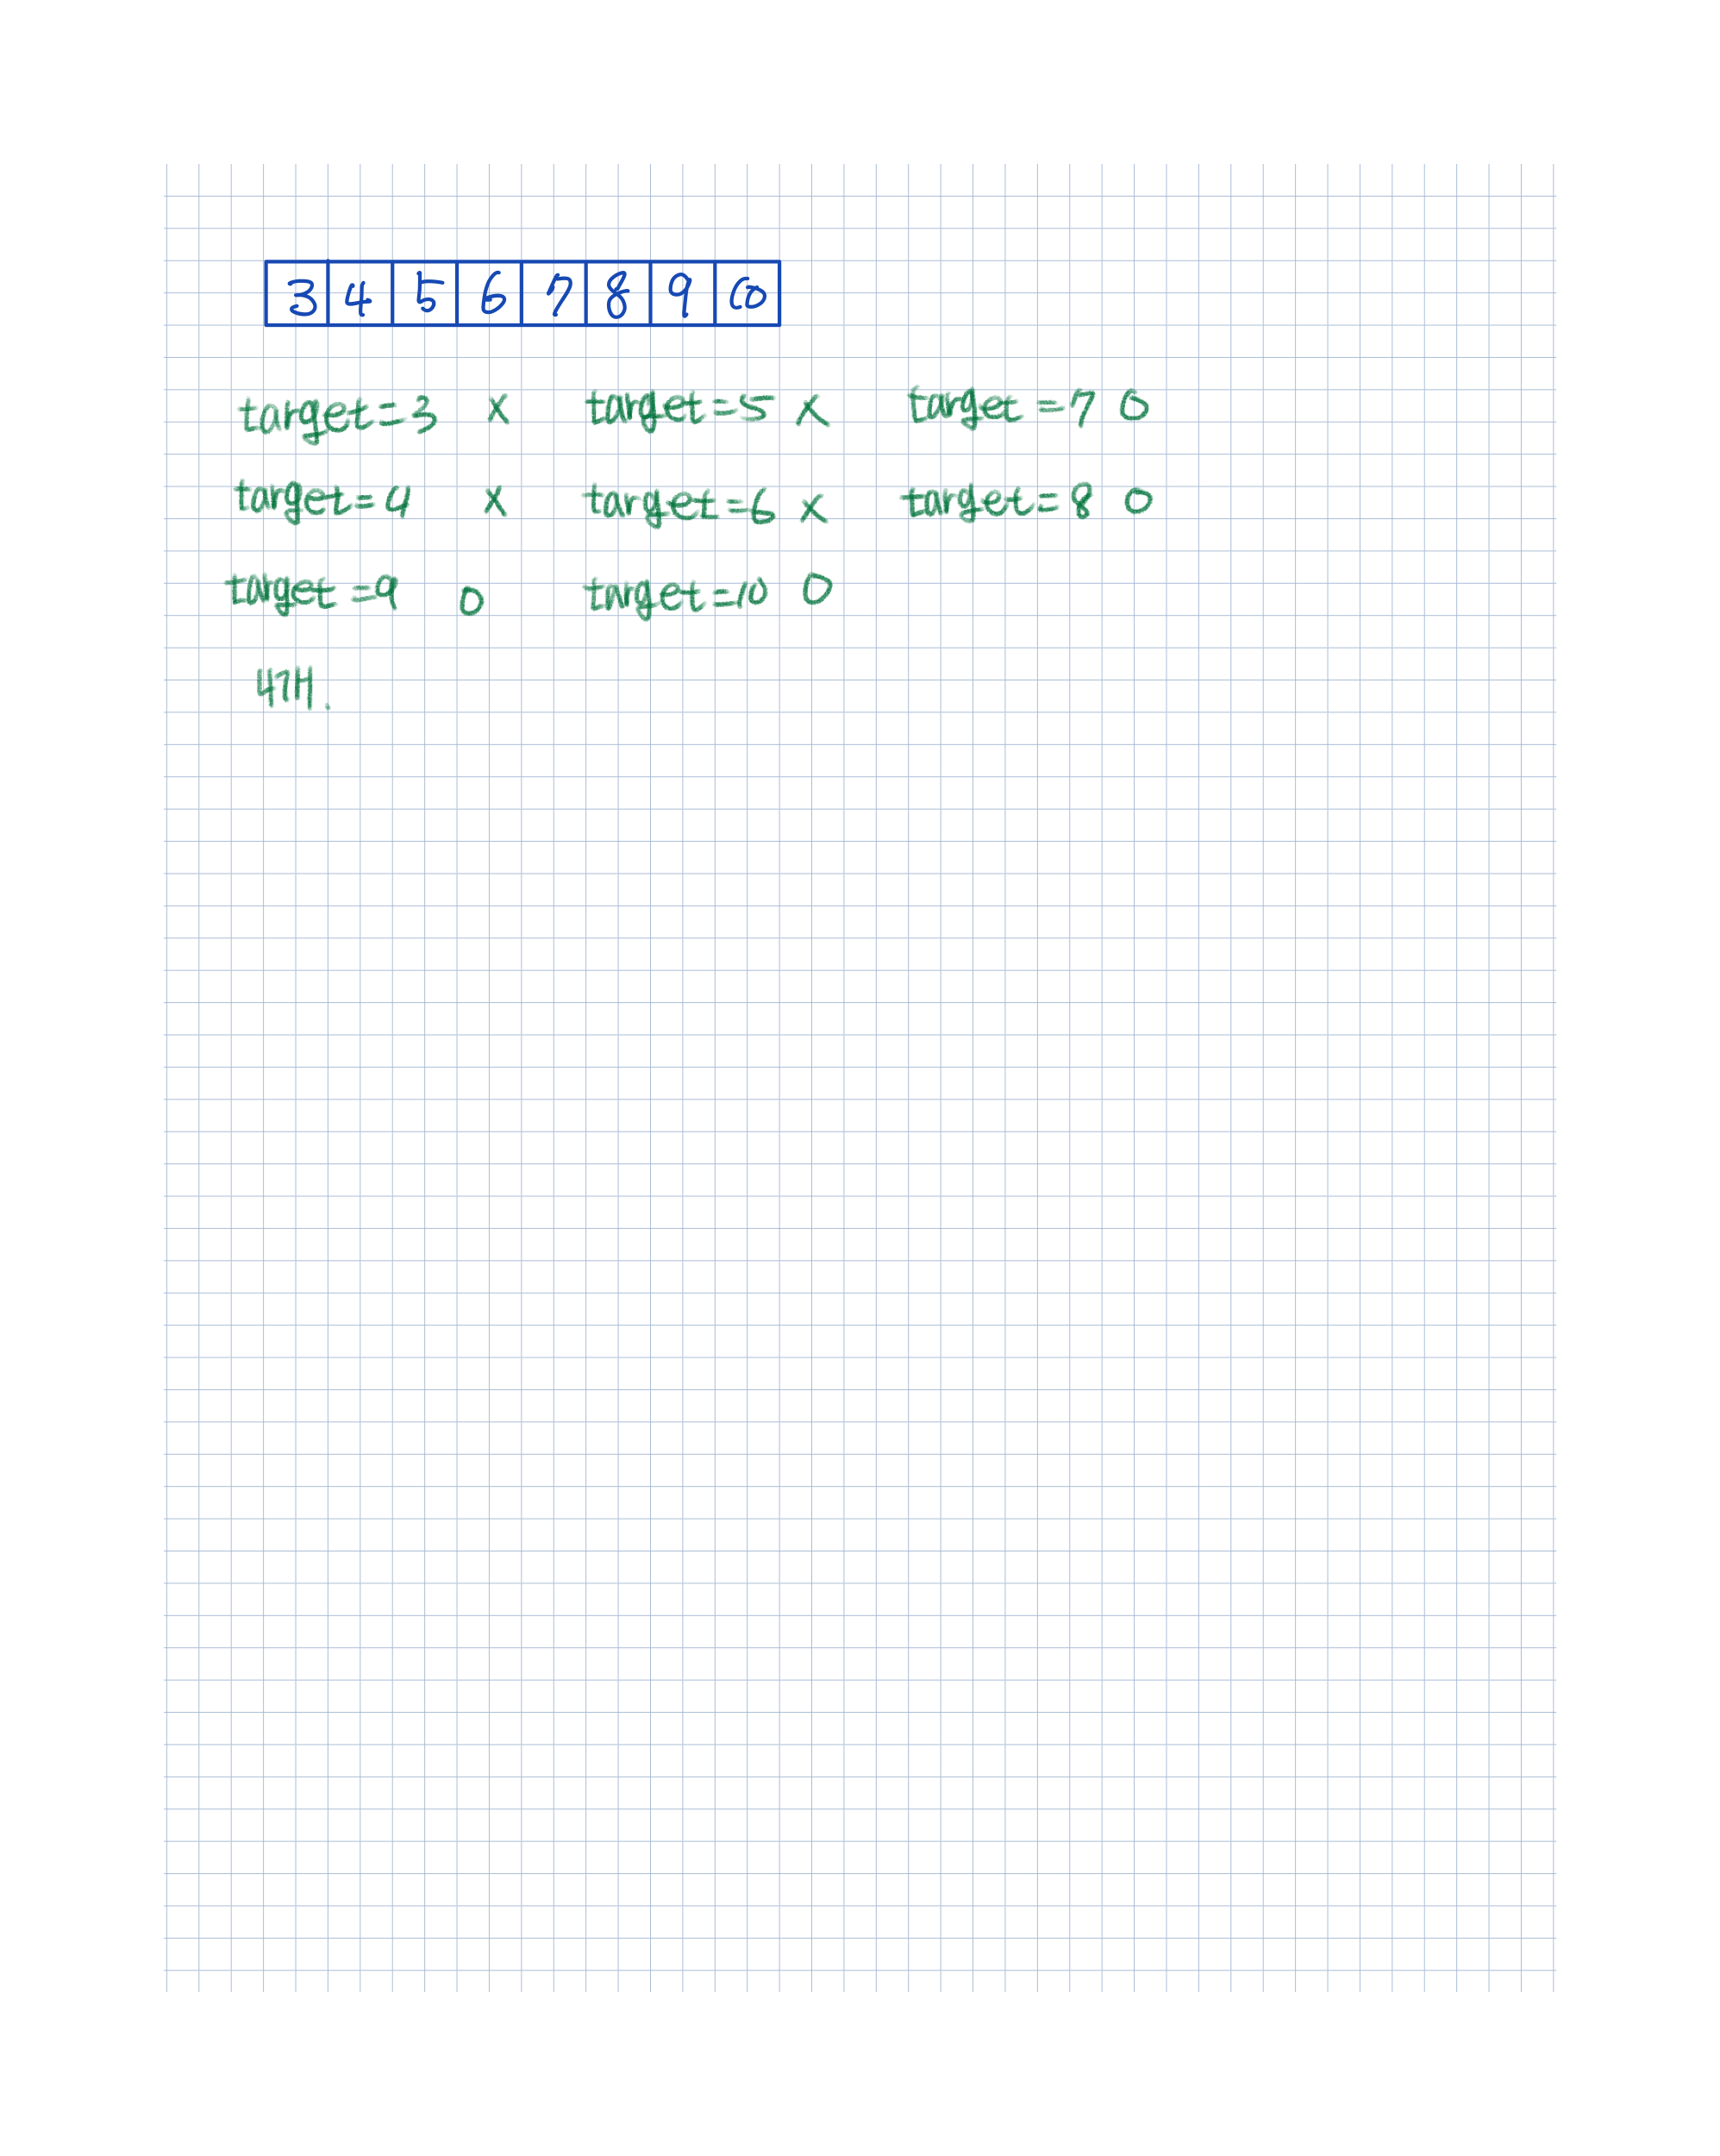 3 4 5 6 7 8 9 10
target=3 x target=5 x target=7 O
target=4 x target=6 x target=8 O
target=9 O target=10 O
4개.